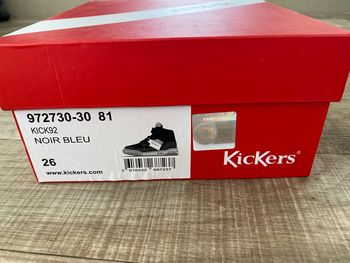 972730-30 81
KICK92
NOIR BLEU
26
www.kickers.com
KICKERS®